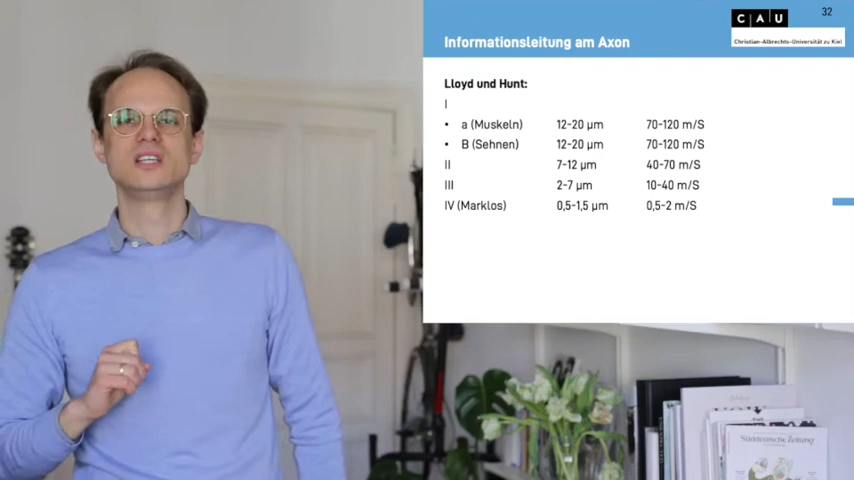 32
C A U
Christian-Albrechts-Universität zu Kiel
Informationsleitung am Axon
Lloyd und Hunt:
I
• a (Muskeln) 12-20 µm 70-120 m/S
• B (Sehnen) 12-20 µm 70-120 m/S
II 7-12 µm 40-70 m/S
III 2-7 µm 10-40 m/S
IV (Marklos) 0,5-1,5 µm 0,5-2 m/S
Süddeutsche Zeitung